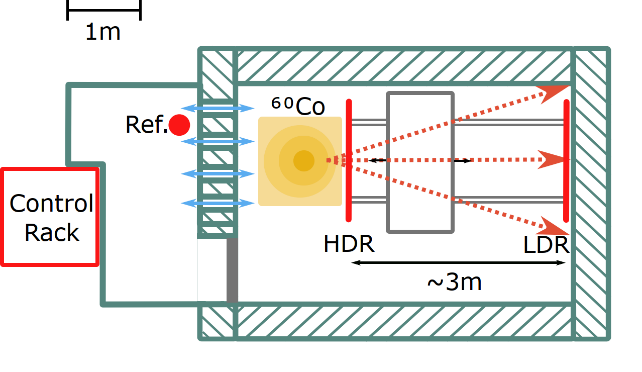 1m
⁶⁰Co
Ref.
Control
Rack
HDR
LDR
~3m